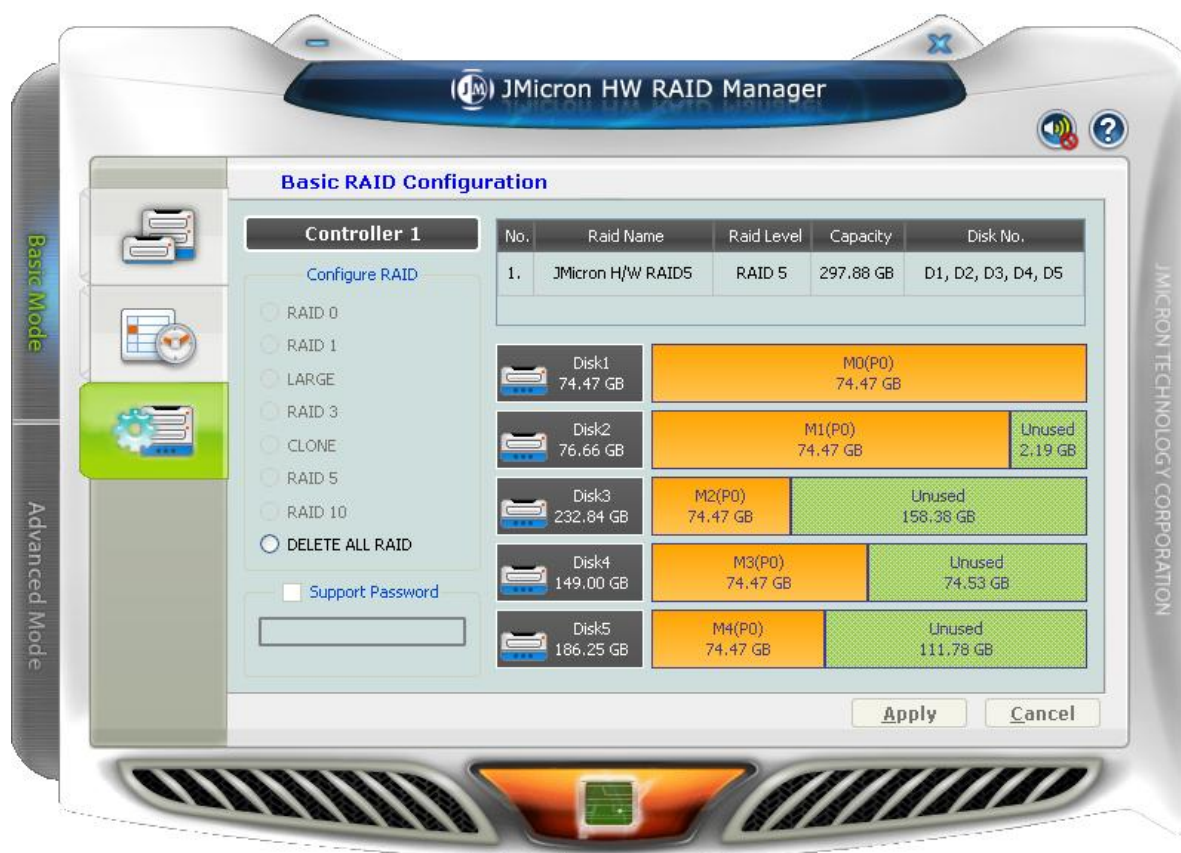 JM JMicron HW RAID Manager
Basic RAID Configuration
Controller 1
Configure RAID
RAID 0
RAID 1
LARGE
RAID 3
CLONE
RAID 5
RAID 10
DELETE ALL RAID
Support Password
No. Raid Name Raid Level Capacity Disk No.
1. JMicron H/W RAID5 RAID 5 297.88 GB D1, D2, D3, D4, D5
Disk1
74.47 GB
M0(P0)
74.47 GB
Disk2
76.66 GB
M1(P0)
74.47 GB
Unused
2.19 GB
Disk3
232.84 GB
M2(P0)
74.47 GB
Unused
158.38 GB
Disk4
149.00 GB
M3(P0)
74.47 GB
Unused
74.53 GB
Disk5
186.25 GB
M4(P0)
74.47 GB
Unused
111.78 GB
Apply Cancel
Basic Mode
Advanced Mode
JMICRON TECHNOLOGY CORPORATION